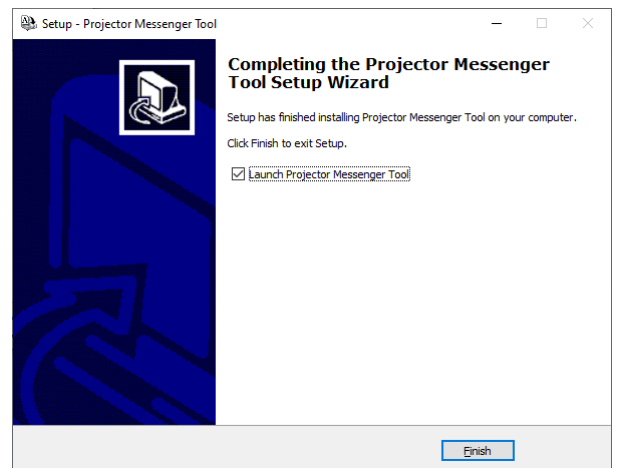 Setup - Projector Messenger Tool
Completing the Projector Messenger
Tool Setup Wizard
Setup has finished installing Projector Messenger Tool on your computer.
Click Finish to exit Setup.
Launch Projector Messenger Tool
Finish